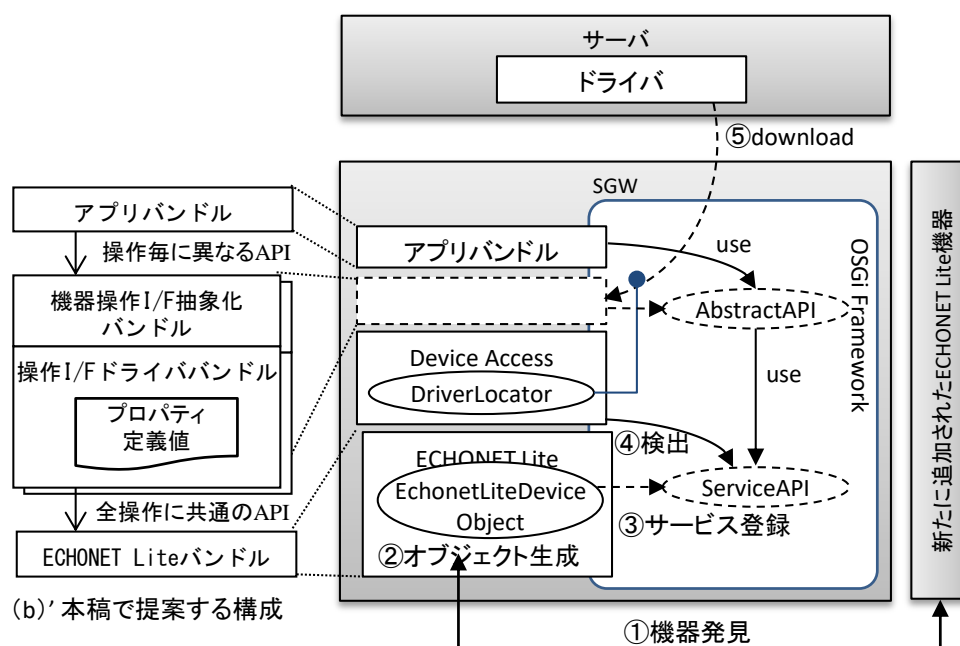 サーバ
ドライバ
⑤download
SGW
アプリバンドル
操作毎に異なるAPI
機器操作I/F抽象化
バンドル
操作I/Fドライババンドル
プロパティ
定義値
全操作に共通のAPI
ECHONET Liteバンドル
(b)’本稿で提案する構成
アプリバンドル
use
AbstractAPI
OSGi Framework
Device Access
DriverLocator
use
④検出
ECHONET Lite
EchonetLiteDevice
Object
ServiceAPI
③サービス登録
②オブジェクト生成
①機器発見
新たに追加されたECHONET Lite機器